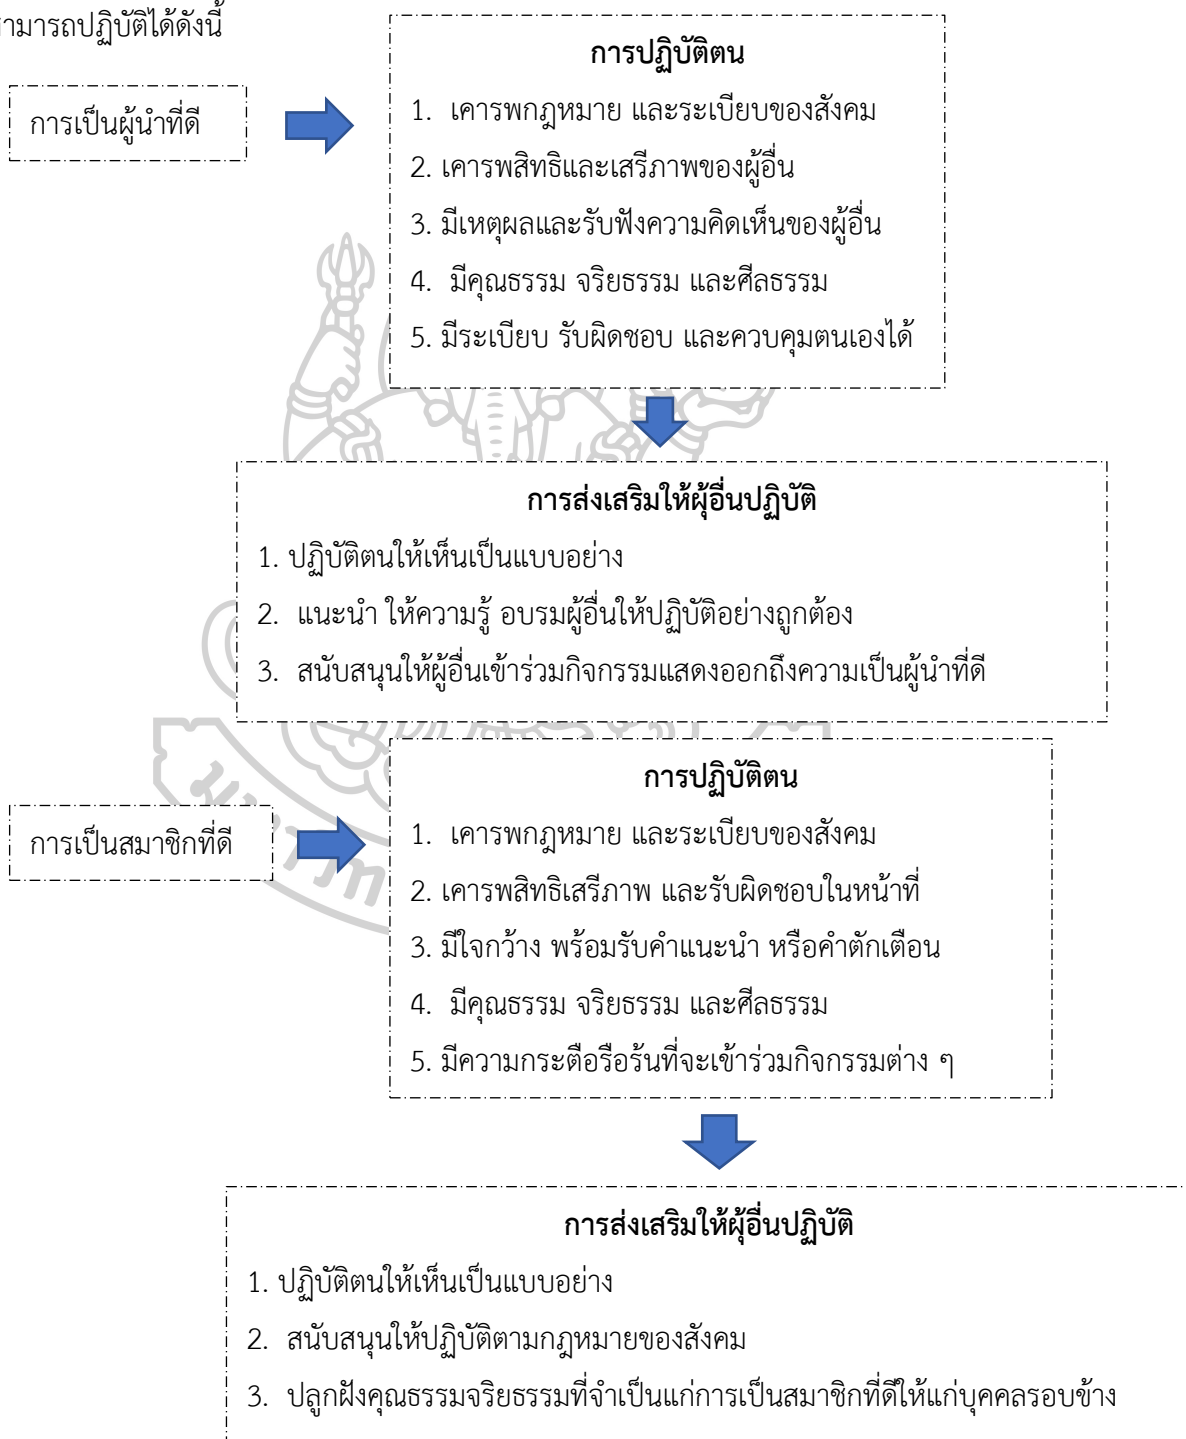 สามารถปฏิบัติได้ดังนี้
การเป็นผู้นำที่ดี
การปฏิบัติตน
1. เคารพกฎหมาย และระเบียบของสังคม
2. เคารพสิทธิและเสรีภาพของผู้อื่น
3. มีเหตุผลและรับฟังความคิดเห็นของผู้อื่น
4. มีคุณธรรม จริยธรรม และศีลธรรม
5. มีระเบียบ รับผิดชอบ และควบคุมตนเองได้
การส่งเสริมให้ผุ้อื่นปฏิบัติ
1. ปฏิบัติตนให้เห็นเป็นแบบอย่าง
2. แนะนำ ให้ความรู้ อบรมผู้อื่นให้ปฏิบัติอย่างถูกต้อง
3. สนับสนุนให้ผู้อื่นเข้าร่วมกิจกรรมแสดงออกถึงความเป็นผู้นำที่ดี
การเป็นสมาชิกที่ดี
การปฏิบัติตน
1. เคารพกฎหมาย และระเบียบของสังคม
2. เคารพสิทธิเสรีภาพ และรับผิดชอบในหน้าที่
3. มีใจกว้าง พร้อมรับคำแนะนำ หรือคำตักเตือน
4. มีคุณธรรม จริยธรรม และศีลธรรม
5. มีความกระตือรือร้นที่จะเข้าร่วมกิจกรรมต่าง ๆ
การส่งเสริมให้ผุ้อื่นปฏิบัติ
1. ปฏิบัติตนให้เห็นเป็นแบบอย่าง
2. สนับสนุนให้ปฏิบัติตามกฎหมายของสังคม
3. ปลูกฝังคุณธรรมจริยธรรมที่จำเป็นแก่การเป็นสมาชิกที่ดีให้แก่บุคคลรอบข้าง